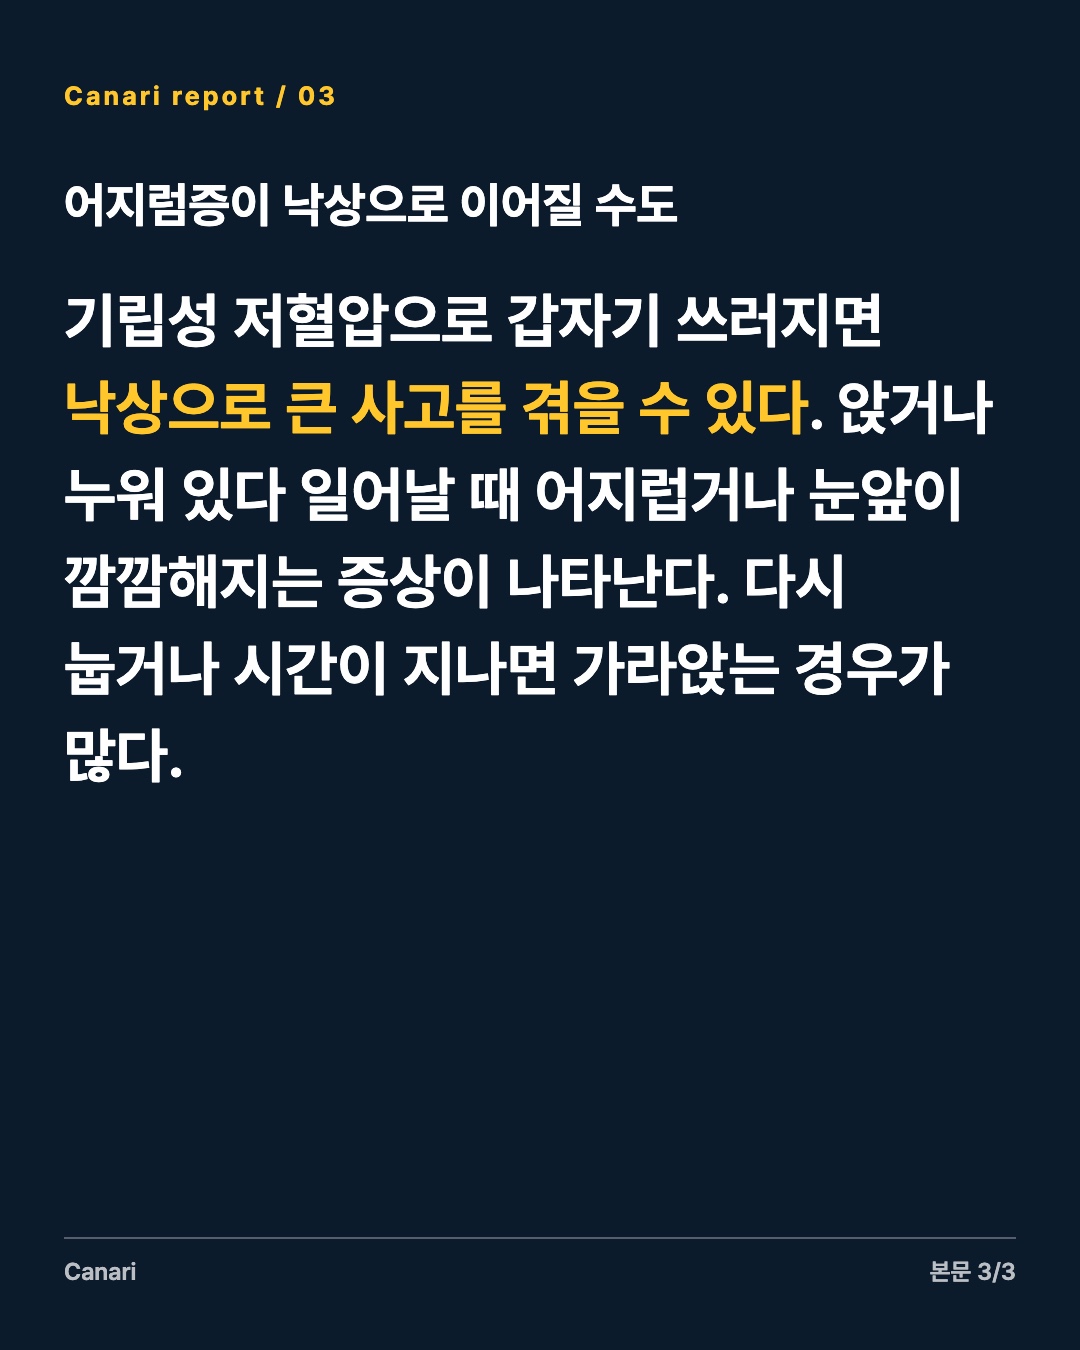 Canari report / 03
어지럼증이 낙상으로 이어질 수도
기립성 저혈압으로 갑자기 쓰러지면
낙상으로 큰 사고를 겪을 수 있다. 앉거나
누워 있다 일어날 때 어지럽거나 눈앞이
깜깜해지는 증상이 나타난다. 다시
눕거나 시간이 지나면 가라앉는 경우가
많다.
Canari
본문 3/3